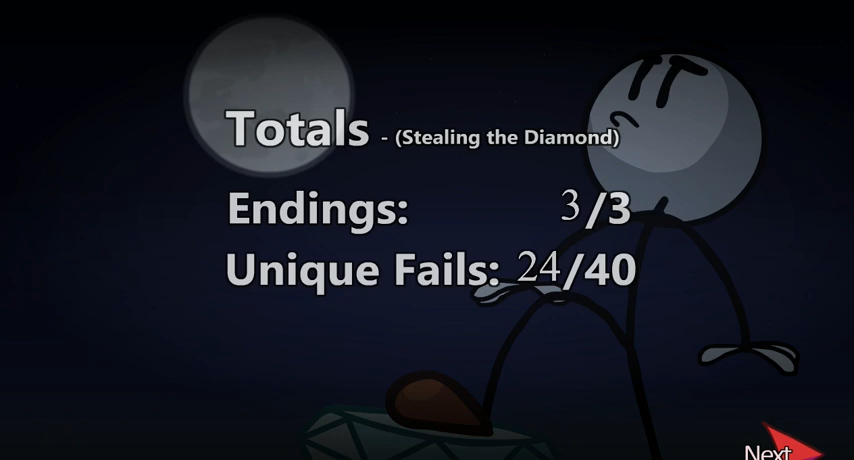 Totals - (Stealing the Diamond)
Endings: 3/3
Unique Fails: 24/40
Next